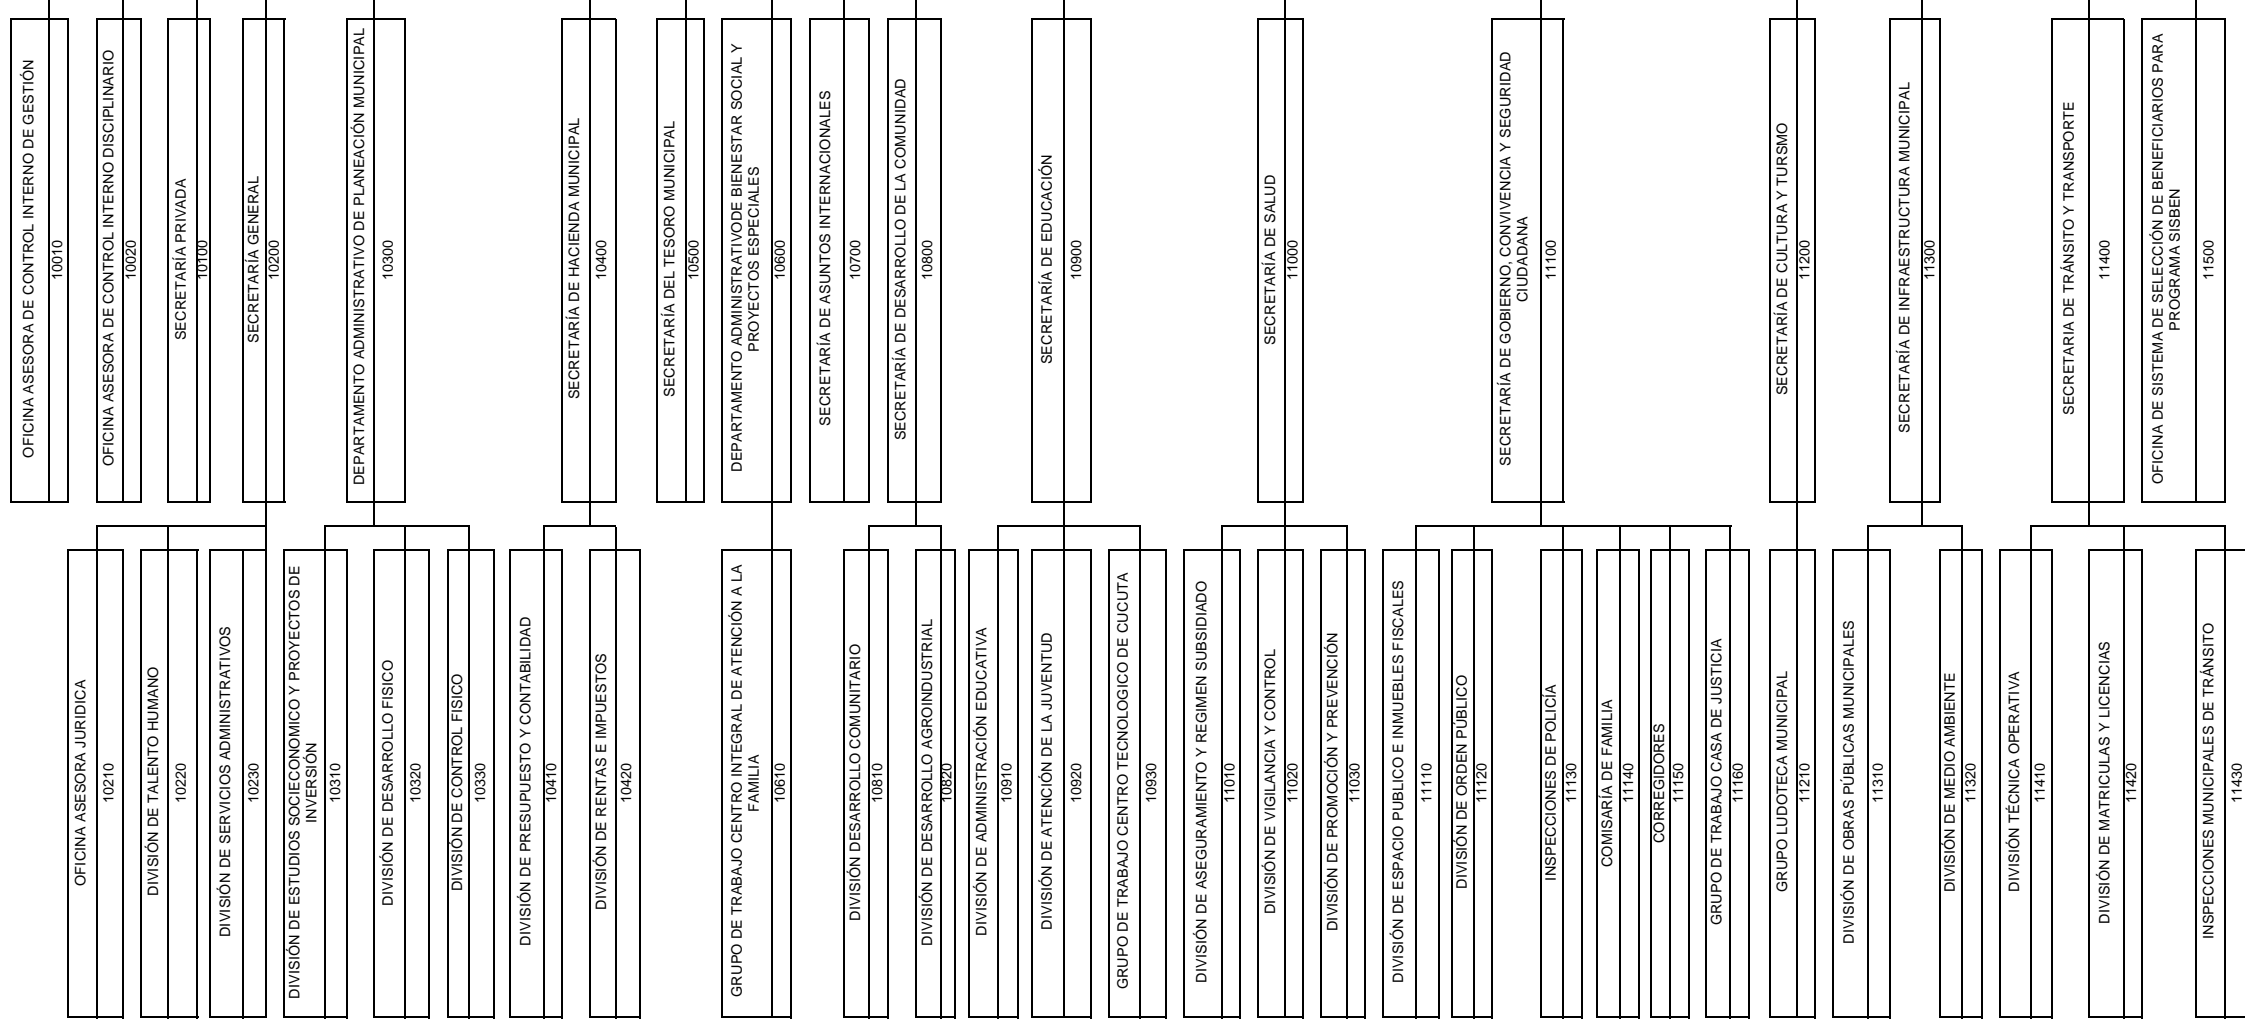 OFICINA ASESORA DE CONTROL INTERNO DE GESTIÓN
10010
OFICINA ASESORA DE CONTROL INTERNO DISCIPLINARIO
10020
SECRETARÍA PRIVADA
10100
SECRETARÍA GENERAL
10200
DEPARTAMENTO ADMINISTRATIVO DE PLANEACIÓN MUNICIPAL
10300
SECRETARÍA DE HACIENDA MUNICIPAL
10400
SECRETARÍA DEL TESORO MUNICIPAL
10500
DEPARTAMENTO ADMINISTRATIVODE BIENESTAR SOCIAL Y
PROYECTOS ESPECIALES
10600
SECRETARÍA DE ASUNTOS INTERNACIONALES
10700
SECRETARÍA DE DESARROLLO DE LA COMUNIDAD
10800
SECRETARÍA DE EDUCACIÓN
10900
SECRETARÍA DE SALUD
11000
SECRETARÍA DE GOBIERNO, CONVIVENCIA Y SEGURIDAD
CIUDADANA
11100
SECRETARÍA DE CULTURA Y TURSMO
11200
SECRETARÍA DE INFRAESTRUCTURA MUNICIPAL
11300
SECRETARIA DE TRÁNSITO Y TRANSPORTE
11400
OFICINA DE SISTEMA DE SELECCIÓN DE BENEFICIARIOS PARA
PROGRAMA SISBEN
11500
OFICINA ASESORA JURIDICA
10210
DIVISIÓN DE TALENTO HUMANO
10220
DIVISIÓN DE SERVICIOS ADMINISTRATIVOS
10230
DIVISIÓN DE ESTUDIOS SOCIECONOMICO Y PROYECTOS DE
INVERSIÓN
10310
DIVISIÓN DE DESARROLLO FISICO
10320
DIVISIÓN DE CONTROL FISICO
10330
DIVISIÓN DE PRESUPUESTO Y CONTABILIDAD
10410
DIVISIÓN DE RENTAS E IMPUESTOS
10420
GRUPO DE TRABAJO CENTRO INTEGRAL DE ATENCIÓN A LA
FAMILIA
10610
DIVISIÓN DESARROLLO COMUNITARIO
10810
DIVISIÓN DE DESARROLLO AGROINDUSTRIAL
10820
DIVISIÓN DE ADMINISTRACIÓN EDUCATIVA
10910
DIVISIÓN DE ATENCIÓN DE LA JUVENTUD
10920
GRUPO DE TRABAJO CENTRO TECNOLOGICO DE CUCUTA
10930
DIVISIÓN DE ASEGURAMIENTO Y REGIMEN SUBSIDIADO
11010
DIVISIÓN DE VIGILANCIA Y CONTROL
11020
DIVISIÓN DE PROMOCIÓN Y PREVENCIÓN
11030
DIVISIÓN DE ESPACIO PUBLICO E INMUEBLES FISCALES
11110
DIVISIÓN DE ORDEN PÚBLICO
11120
INSPECCIONES DE POLICÍA
11130
COMISARÍA DE FAMILIA
11140
CORREGIDORES
11150
GRUPO DE TRABAJO CASA DE JUSTICIA
11160
GRUPO LUDOTECA MUNICIPAL
11210
DIVISIÓN DE OBRAS PÚBLICAS MUNICIPALES
11310
DIVISIÓN DE MEDIO AMBIENTE
11320
DIVISIÓN TÉCNICA OPERATIVA
11410
DIVISIÓN DE MATRICULAS Y LICENCIAS
11420
INSPECCIONES MUNICIPALES DE TRÁNSITO
11430